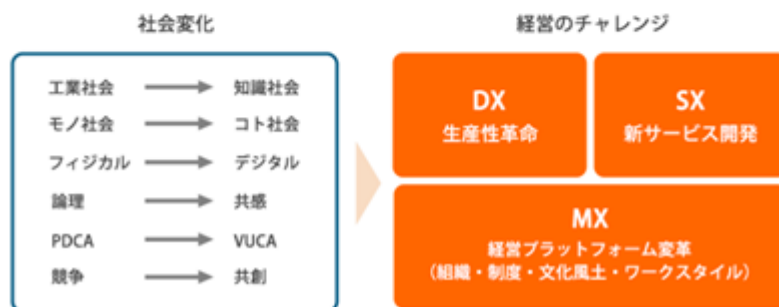 社会変化
工業社会 知識社会
モノ社会 コト社会
フィジカル デジタル
論理 共感
PDCA VUCA
競争 共創
経営のチャレンジ
DX
生産性革命
SX
新サービス開発
MX
経営プラットフォーム変革
（組織・制度・文化風土・ワークスタイル）